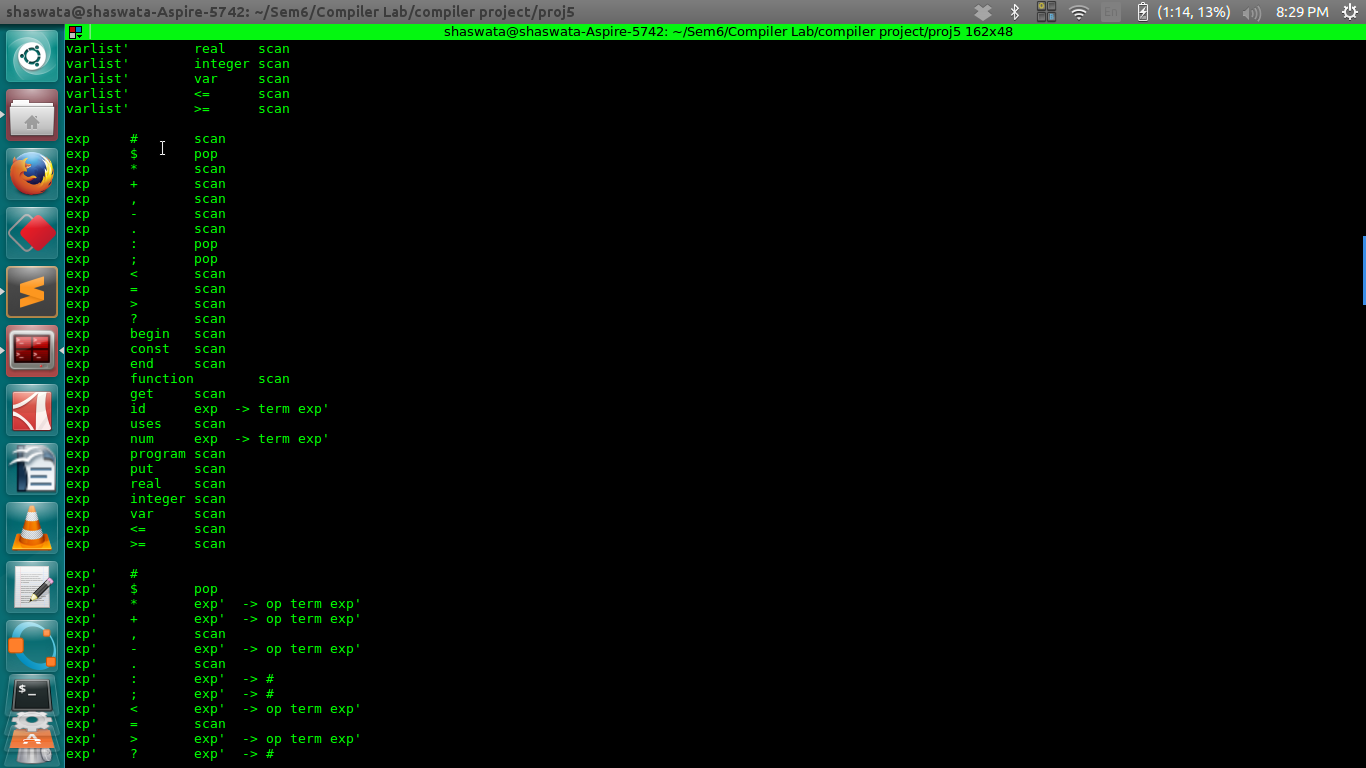 shaswata@shaswata-Aspire-5742: ~/Sem6/Compiler Lab/compiler project/proj5 En (1:14, 13%) 8:29 PM
shaswata@shaswata-Aspire-5742: ~/Sem6/Compiler Lab/compiler project/proj5 162x48
varlist' real scan
varlist' integer scan
varlist' var scan
varlist' <= scan
varlist' >= scan
exp # scan
exp $ pop
exp * scan
exp + scan
exp , scan
exp - scan
exp . scan
exp : pop
exp ; pop
exp < scan
exp = scan
exp > scan
exp ? scan
exp begin scan
exp const scan
exp end scan
exp function scan
exp get scan
exp id exp -> term exp'
exp uses scan
exp num exp -> term exp'
exp program scan
exp put scan
exp real scan
exp integer scan
exp var scan
exp <= scan
exp >= scan
exp' #
exp' $ pop
exp' * exp' -> op term exp'
exp' + exp' -> op term exp'
exp' , scan
exp' - exp' -> op term exp'
exp' . scan
exp' : exp' -> #
exp' ; exp' -> #
exp' < exp' -> op term exp'
exp' = scan
exp' > exp' -> op term exp'
exp' ? exp' -> #